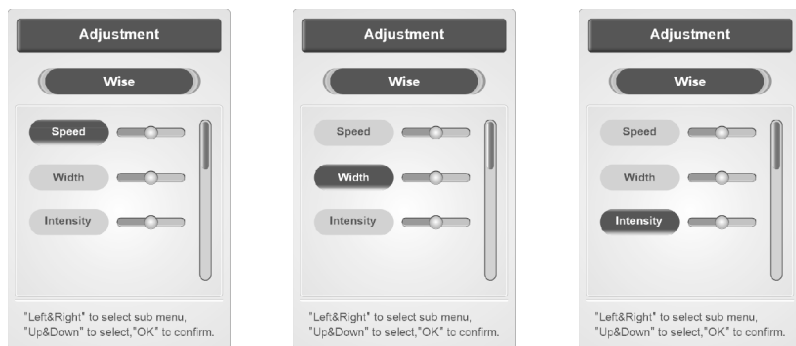 Adjustment
Wise
Speed
Width
Intensity
"Left&Right" to select sub menu,
"Up&Down" to select,"OK" to confirm.
Adjustment
Wise
Speed
Width
Intensity
"Left&Right" to select sub menu,
"Up&Down" to select,"OK" to confirm.
Adjustment
Wise
Speed
Width
Intensity
"Left&Right" to select sub menu,
"Up&Down" to select,"OK" to confirm.